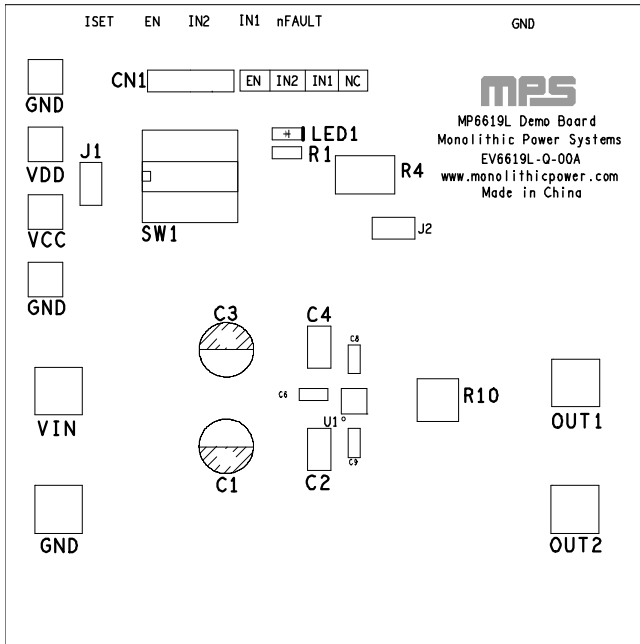 ISET EN IN2 IN1 nFAULT GND
GND
CN1 EN IN2 IN1 NC
mps
MP6619L Demo Board
Monolithic Power Systems
EV6619L-Q-00A
www.monolithicpower.com
Made in China
VDD
J1
LED1
R1
R4
VCC
SW1
J2
GND
C3
C4
C8
VIN
C6
U1
R10
OUT1
C1
C2
C9
GND
OUT2